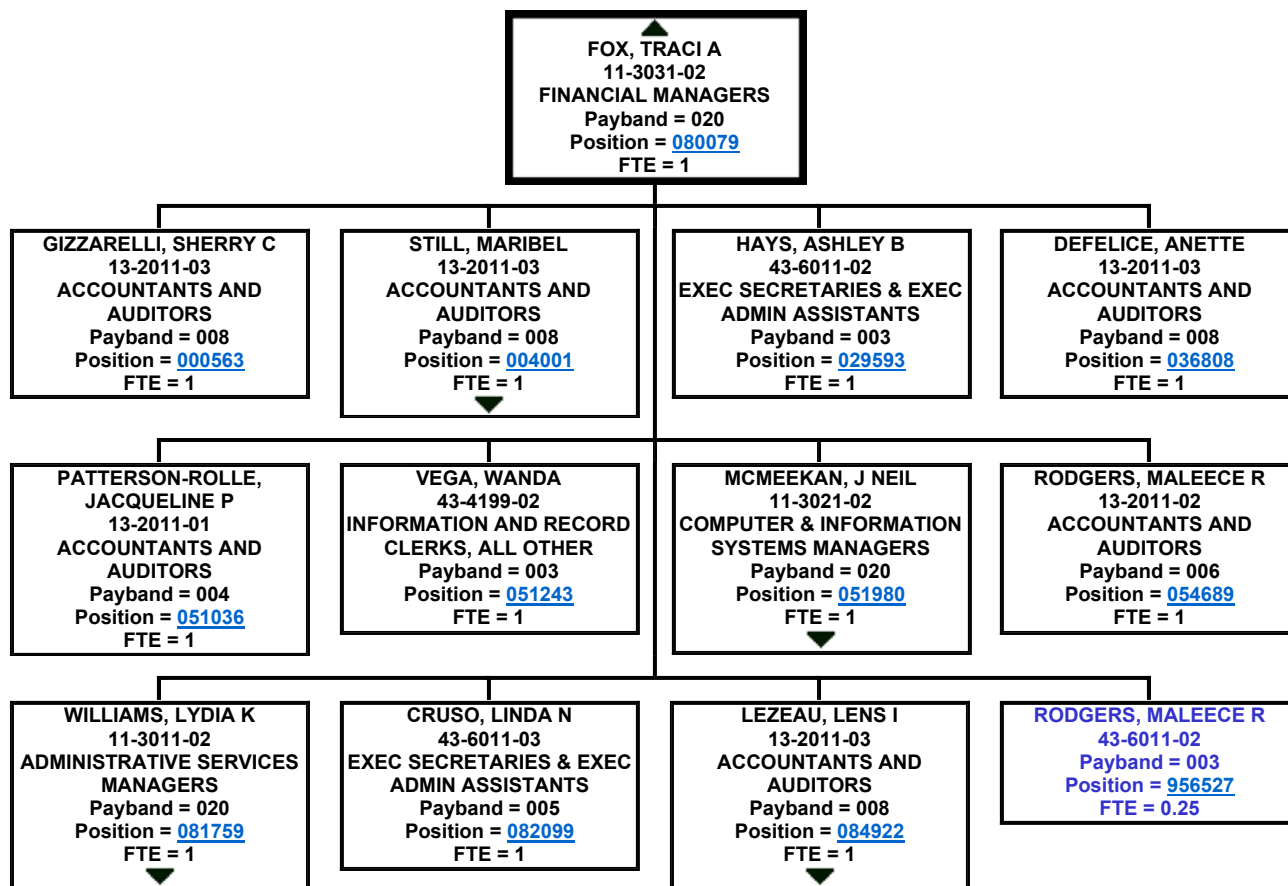 FOX, TRACI A
11-3031-02
FINANCIAL MANAGERS
Payband = 020
Position = 080079
FTE = 1
GIZZARELLI, SHERRY C
13-2011-03
ACCOUNTANTS AND
AUDITORS
Payband = 008
Position = 000563
FTE = 1
STILL, MARIBEL
13-2011-03
ACCOUNTANTS AND
AUDITORS
Payband = 008
Position = 004001
FTE = 1
HAYS, ASHLEY B
43-6011-02
EXEC SECRETARIES & EXEC
ADMIN ASSISTANTS
Payband = 003
Position = 029593
FTE = 1
DEFELICE, ANETTE
13-2011-03
ACCOUNTANTS AND
AUDITORS
Payband = 008
Position = 036808
FTE = 1
PATTERSON-ROLLE,
JACQUELINE P
13-2011-01
ACCOUNTANTS AND
AUDITORS
Payband = 004
Position = 051036
FTE = 1
VEGA, WANDA
43-4199-02
INFORMATION AND RECORD
CLERKS, ALL OTHER
Payband = 003
Position = 051243
FTE = 1
MCMEEKAN, J NEIL
11-3021-02
COMPUTER & INFORMATION
SYSTEMS MANAGERS
Payband = 020
Position = 051980
FTE = 1
RODGERS, MALEECE R
13-2011-02
ACCOUNTANTS AND
AUDITORS
Payband = 006
Position = 054689
FTE = 1
WILLIAMS, LYDIA K
11-3011-02
ADMINISTRATIVE SERVICES
MANAGERS
Payband = 020
Position = 081759
FTE = 1
CRUSO, LINDA N
43-6011-03
EXEC SECRETARIES & EXEC
ADMIN ASSISTANTS
Payband = 005
Position = 082099
FTE = 1
LEZEAU, LENS I
13-2011-03
ACCOUNTANTS AND
AUDITORS
Payband = 008
Position = 084922
FTE = 1
RODGERS, MALEECE R
43-6011-02
Payband = 003
Position = 956527
FTE = 0.25